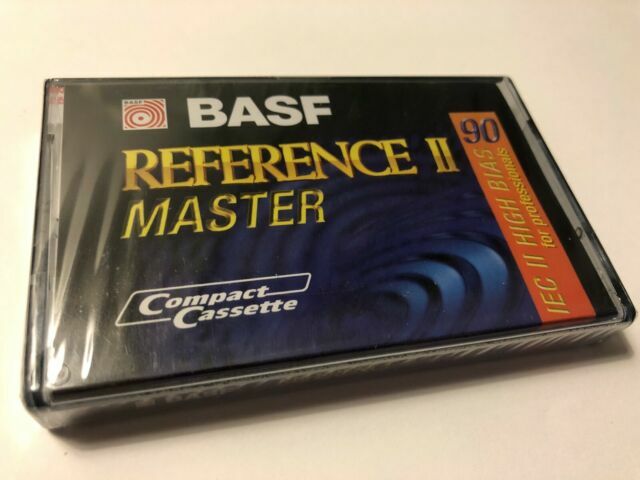 BASF
BASF
REFERENCE II
MASTER
Compact
Cassette
90
IEC II HIGH BIAS
for professionals